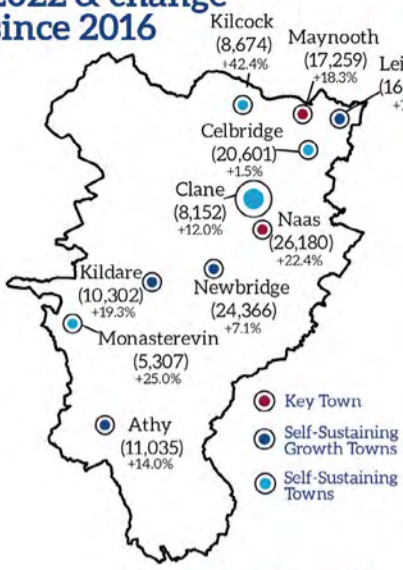 2022 & change
since 2016
Kilcock
(8,674)
+42.4%
Maynooth
(17,259)
+18.3%
Celbridge
(20,601)
+1.5%
Clane
(8,152)
+12.0%
Naas
(26,180)
+22.4%
Kildare
(10,302)
+19.3%
Newbridge
(24,366)
+7.1%
Monasterevin
(5,307)
+25.0%
Athy
(11,035)
+14.0%
Key Town
Self-Sustaining
Growth Towns
Self-Sustaining
Towns